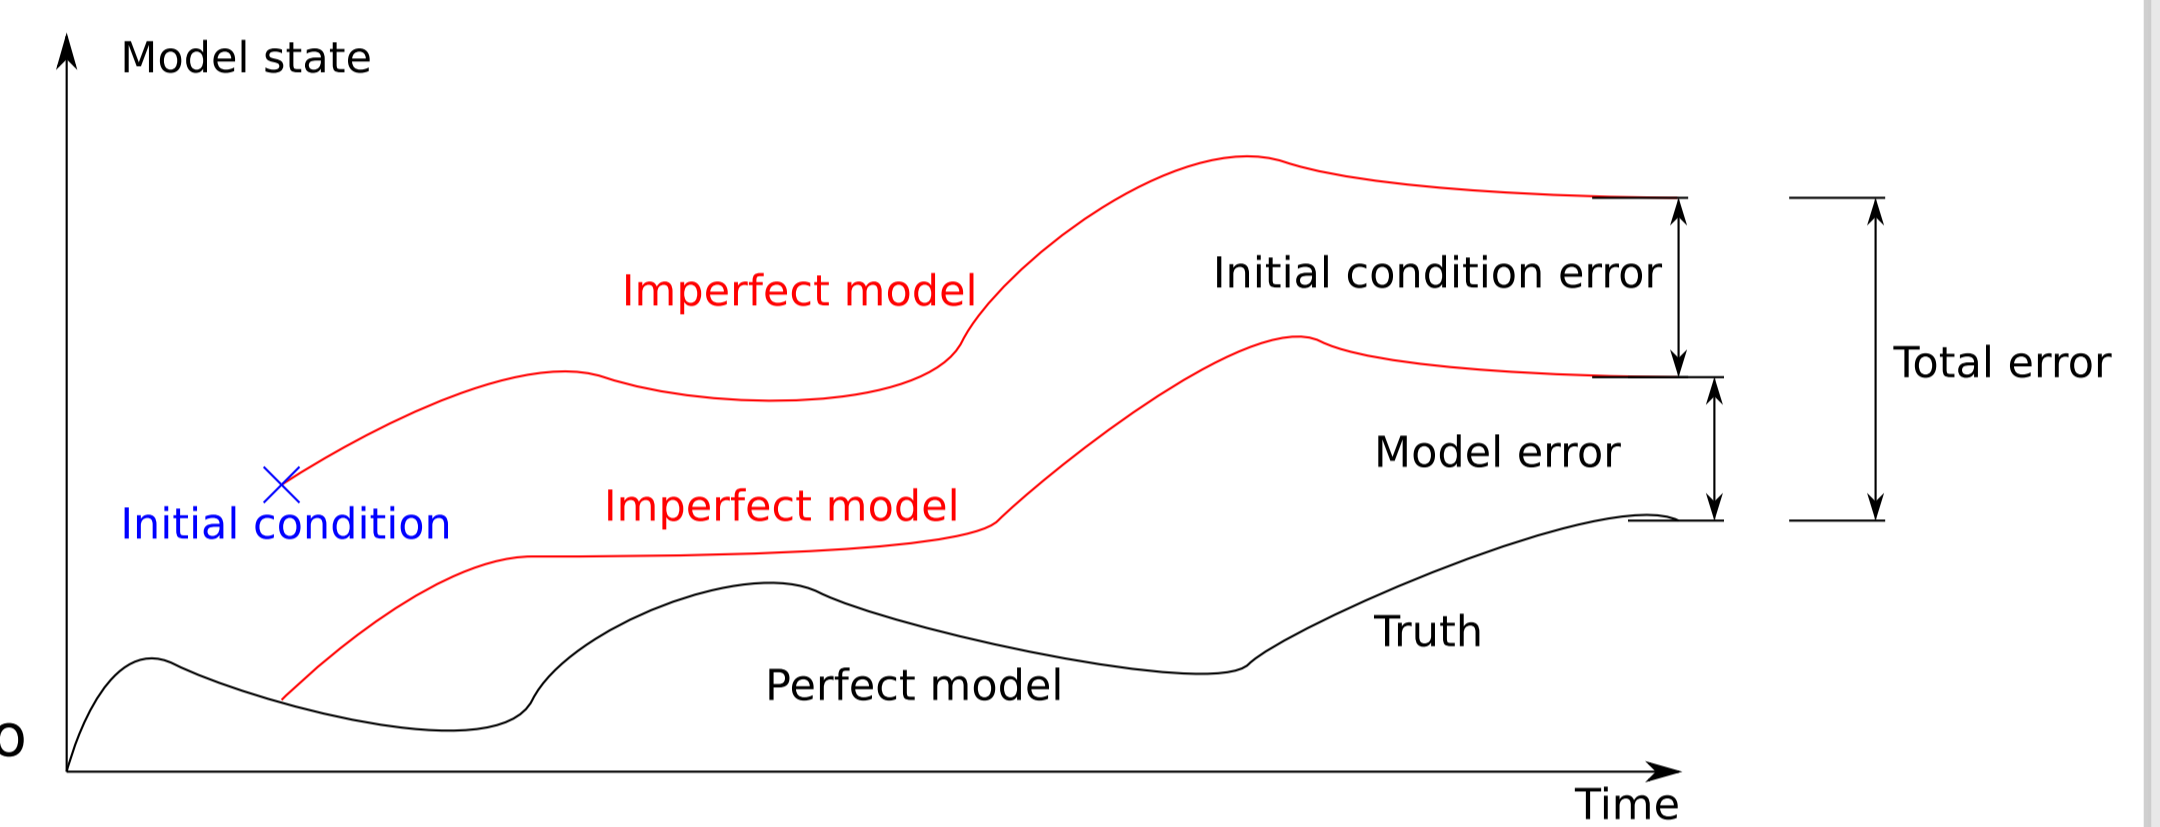 Model state
Imperfect model
Initial condition error
Total error
Model error
Imperfect model
Initial condition
Truth
Perfect model
o
Time